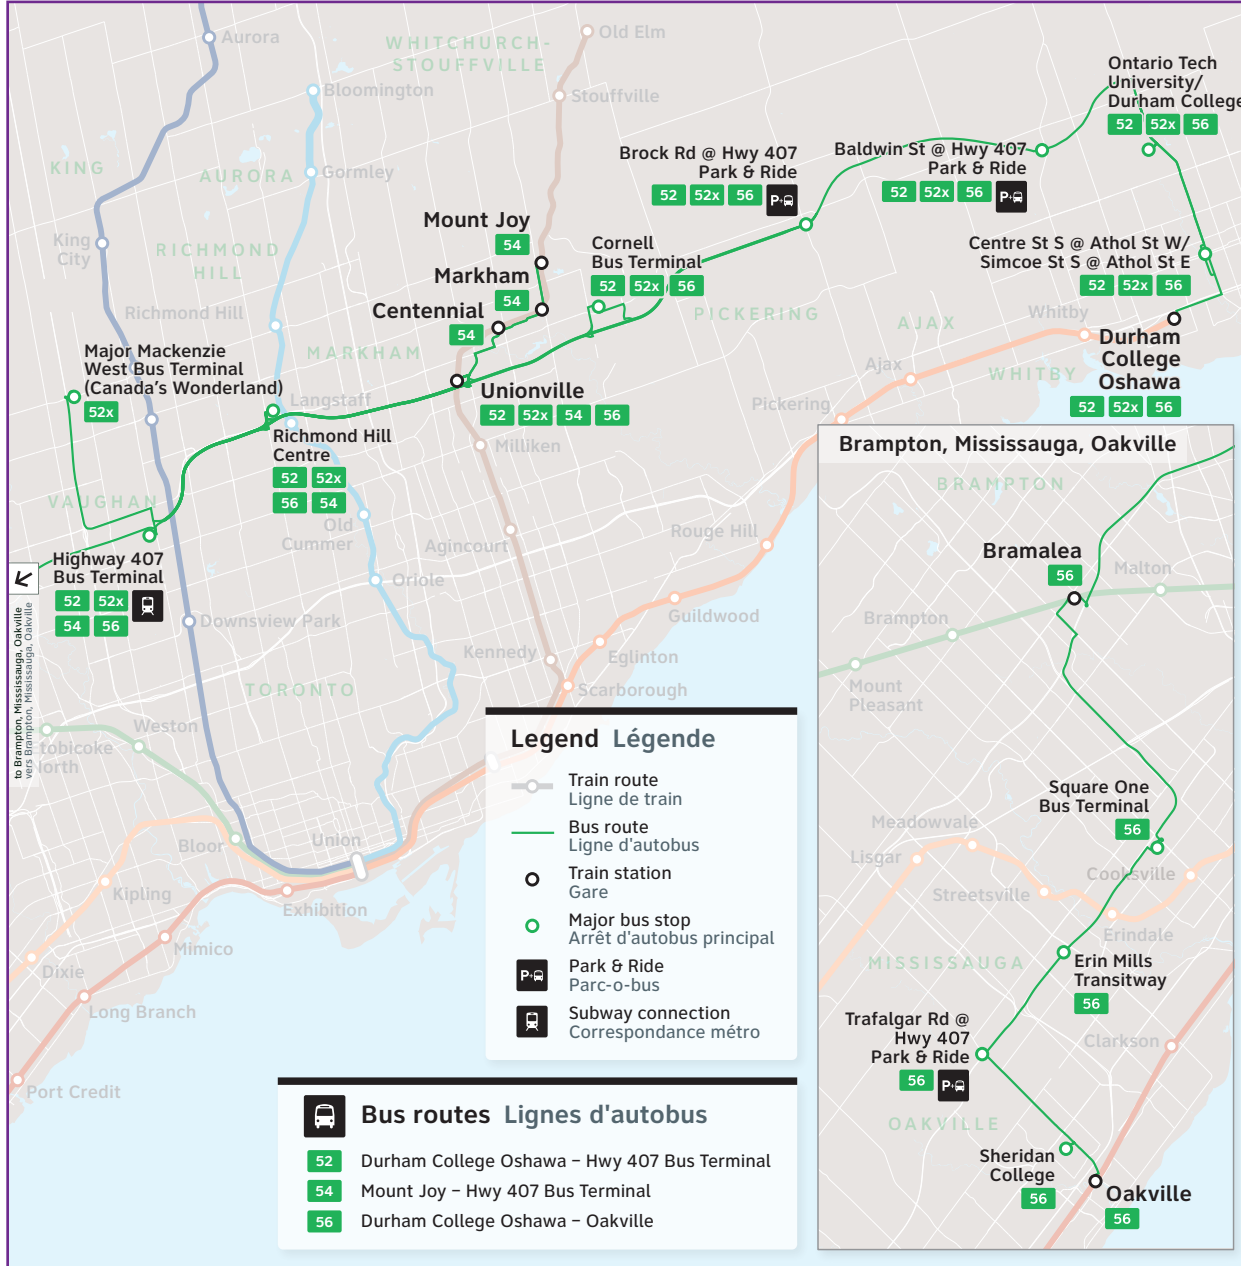 Aurora
WHITCHURCH-
STOUFFVILLE
Old Elm
Bloomington
Stouffville
Ontario Tech
University/
Durham College
52 52x 56
KING
AURORA
Gormley
Brock Rd @ Hwy 407
Park & Ride
52 52x 56 P+
Baldwin St @ Hwy 407
Park & Ride
52 52x 56 P+
King
City
RICHMOND
HILL
Mount Joy
54
Markham
54
Centennial
54
Cornell
Bus Terminal
52 52x 56
Centre St S @ Athol St W/
Simcoe St S @ Athol St E
52 52x 56
Richmond Hill
MARKHAM
PICKERING
AJAX
Whitby
WHITBY
Durham
College
Oshawa
52 52x 56
Major Mackenzie
West Bus Terminal
(Canada's Wonderland)
52x
Langstaff
Unionville
52 52x 54 56
Ajax
Pickering
Richmond Hill
Centre
52 52x
56 54
Milliken
VAUGHAN
Old
Cummer
Agincourt
Rouge Hill
Highway 407
Bus Terminal
52 52x
54 56
Oriole
Guildwood
Downsview Park
Kennedy
Eglinton
Scarborough
TORONTO
to Brampton, Mississauga, Oakville
vers Brampton, Mississauga, Oakville
Weston
tobicoke
orth
Bloor
Union
Kipling
Exhibition
Mimico
Dixie
Long Branch
Port Credit
Legend Légende
Train route
Ligne de train
Bus route
Ligne d'autobus
Train station
Gare
Major bus stop
Arrêt d'autobus principal
P+ Park & Ride
Parc-o-bus
Subway connection
Correspondance métro
Bus routes Lignes d'autobus
52 Durham College Oshawa – Hwy 407 Bus Terminal
54 Mount Joy – Hwy 407 Bus Terminal
56 Durham College Oshawa – Oakville
Brampton, Mississauga, Oakville
BRAMPTON
Bramalea
56
Malton
Brampton
Mount
Pleasant
Square One
Bus Terminal
56
Meadowvale
Lisgar
Streetsville
Cooksville
Erindale
MISSISSAUGA
Erin Mills
Transitway
56
Trafalgar Rd @
Hwy 407
Park & Ride
56 P+
Clarkson
OAKVILLE
Sheridan
College
56
Oakville
56